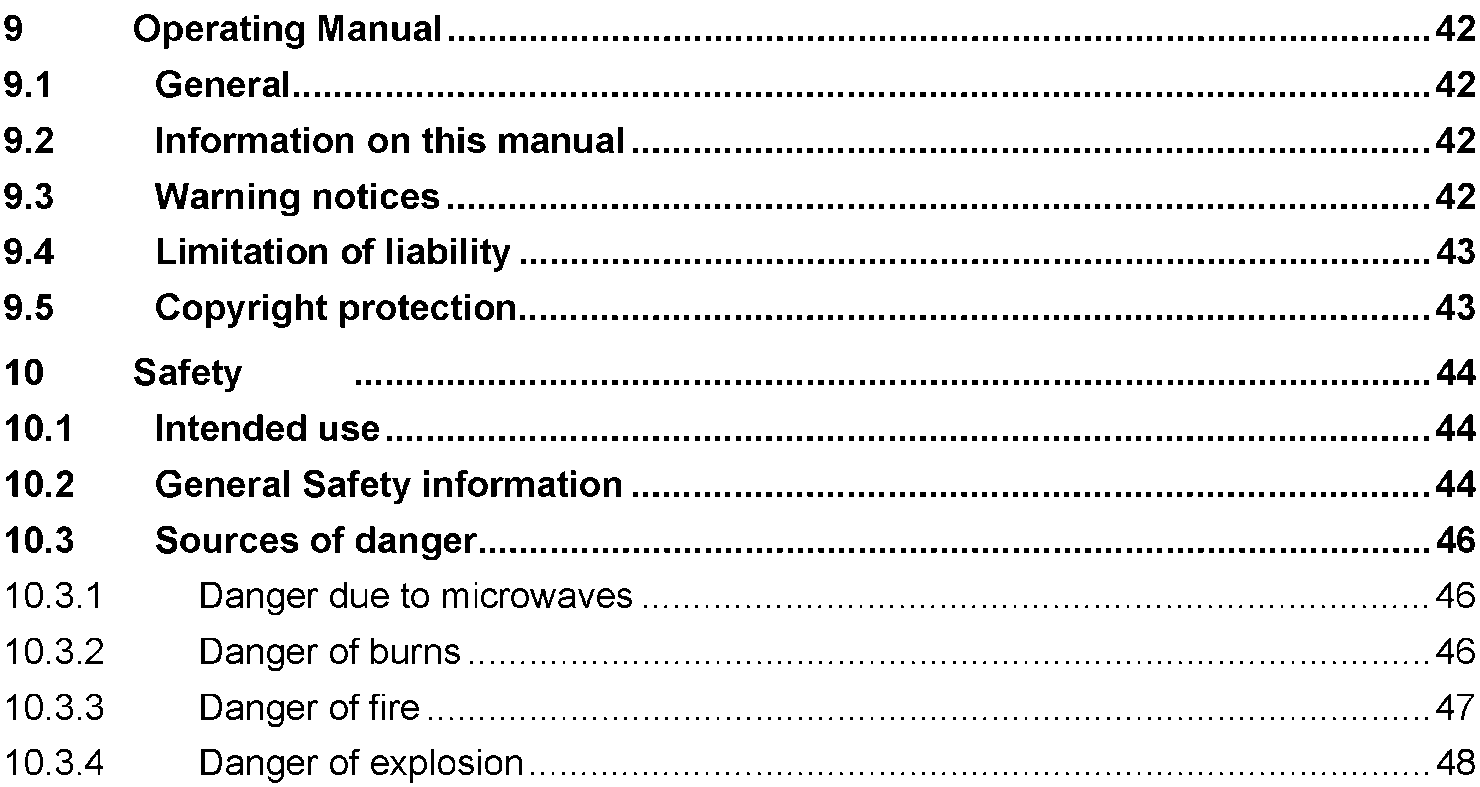 9 Operating Manual........................................................................................................ 42
9.1 General........................................................................................................ 42
9.2 Information on this manual ........................................................................ 42
9.3 Warning notices ........................................................................................ 42
9.4 Limitation of liability ................................................................................ 43
9.5 Copyright protection................................................................................ 43
10 Safety ........................................................................................................ 44
10.1 Intended use ............................................................................................ 44
10.2 General Safety information ........................................................................ 44
10.3 Sources of danger.................................................................................... 46
10.3.1 Danger due to microwaves ........................................................................ 46
10.3.2 Danger of burns ........................................................................................ 46
10.3.3 Danger of fire ............................................................................................ 47
10.3.4 Danger of explosion .................................................................................... 48